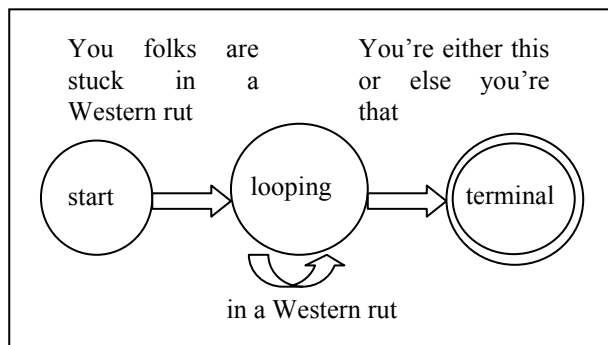 You folks are
stuck in a
Western rut
You’re either this
or else you’re
that
start
looping
terminal
in a Western rut